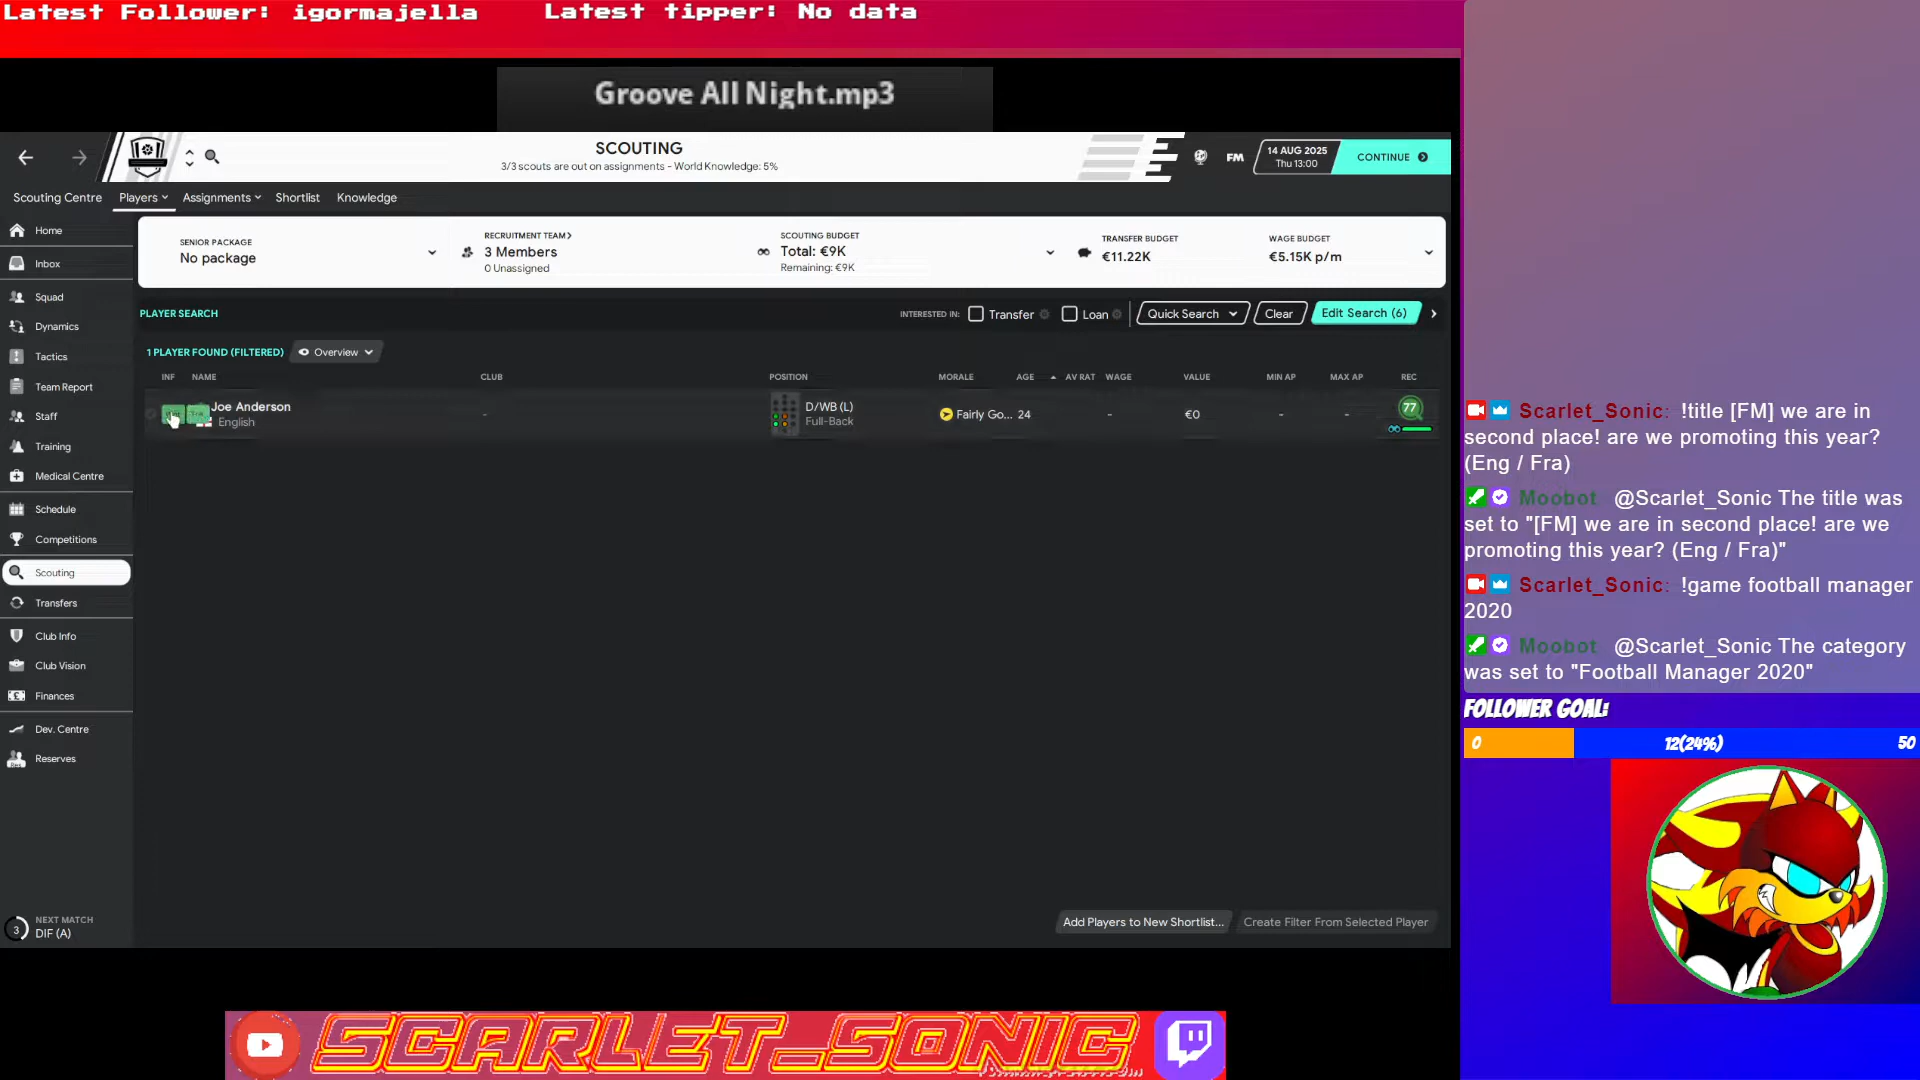 Latest Follower: igormajella
Latest tipper: No data
Groove All Night.mp3
SCOUTING
3/3 scouts are out on assignments - World Knowledge: 5%
FM
14 AUG 2025
Thu 13:00
CONTINUE
Scouting Centre
Players
Assignments
Shortlist
Knowledge
Home
Inbox
Squad
Dynamics
Tactics
Team Report
Staff
Training
Medical Centre
Schedule
Competitions
Scouting
Transfers
Club Info
Club Vision
Finances
Dev. Centre
Reserves
3
NEXT MATCH
DIF (A)
SENIOR PACKAGE
No package
RECRUITMENT TEAM
3 Members
0 Unassigned
SCOUTING BUDGET
Total: €9K
Remaining: €9K
TRANSFER BUDGET
€11.22K
WAGE BUDGET
€5.15K p/m
PLAYER SEARCH
INTERESTED IN:
Transfer
Loan
Quick Search
Clear
Edit Search (6)
1 PLAYER FOUND (FILTERED)
Overview
INF NAME CLUB POSITION MORALE AGE AV RAT WAGE VALUE MIN AP MAX AP REC
Joe Anderson
English
-
D/WB (L)
Full-Back
Fairly Go... 24 - €0 - - 77
Add Players to New Shortlist...
Create Filter From Selected Player
Scarlet_Sonic: !title [FM] we are in
second place! are we promoting this year?
(Eng / Fra)
Moobot @Scarlet_Sonic The title was
set to "[FM] we are in second place! are we
promoting this year? (Eng / Fra)"
Scarlet_Sonic: !game football manager
2020
Moobot @Scarlet_Sonic The category
was set to "Football Manager 2020"
FOLLOWER GOAL:
0 12(24%) 50
SCARLET_SONIC